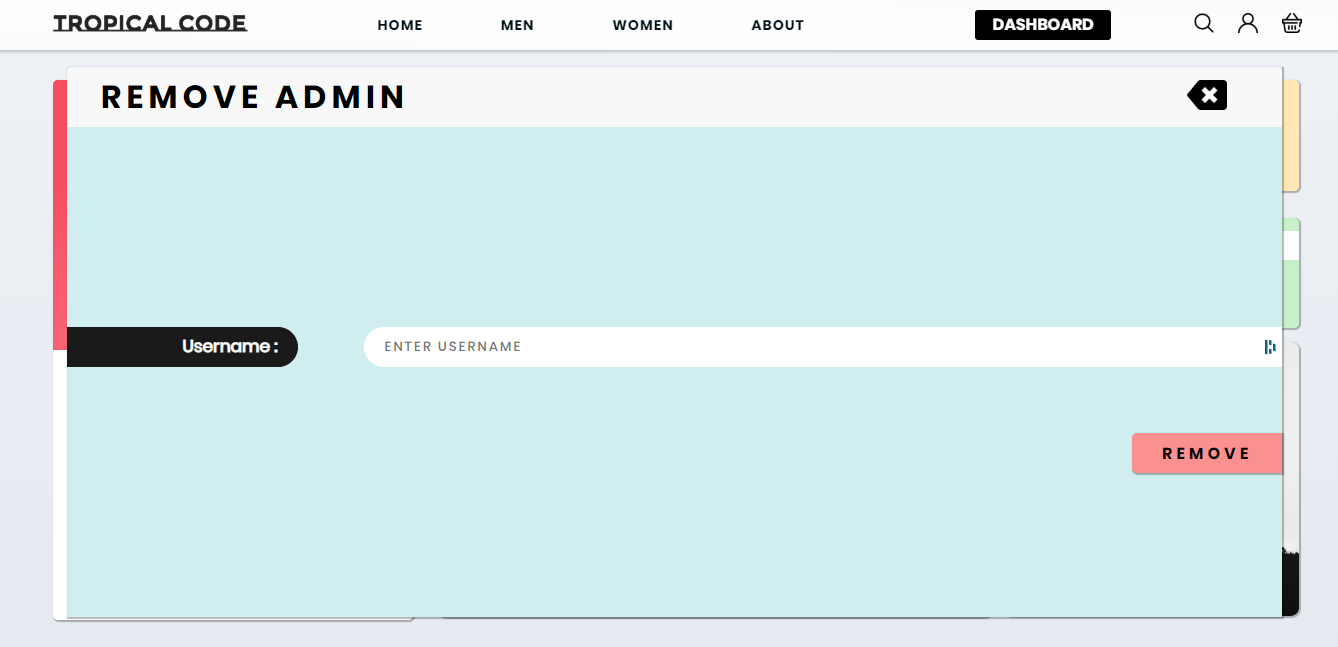 TROPICAL CODE
HOME MEN WOMEN ABOUT DASHBOARD
REMOVE ADMIN
Username : ENTER USERNAME
REMOVE